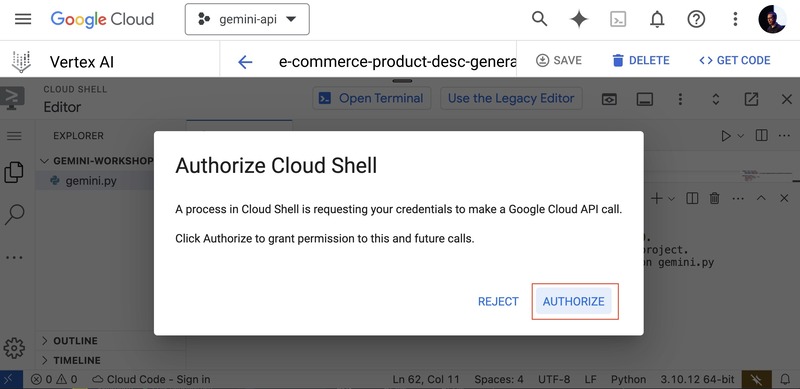 Google Cloud
gemini-api
Vertex AI
e-commerce-product-desc-genera
SAVE
DELETE
GET CODE
CLOUD SHELL
Editor
Open Terminal
Use the Legacy Editor
EXPLORER
GEMINI-WORKSHOP
gemini.py
Authorize Cloud Shell
A process in Cloud Shell is requesting your credentials to make a Google Cloud API call.
Click Authorize to grant permission to this and future calls.
REJECT
AUTHORIZE
roject.
on gemini.py
OUTLINE
TIMELINE
0
0
Cloud Code - Sign in
Ln 62, Col 11
Spaces: 4
UTF-8
LF
Python
3.10.12 64-bit